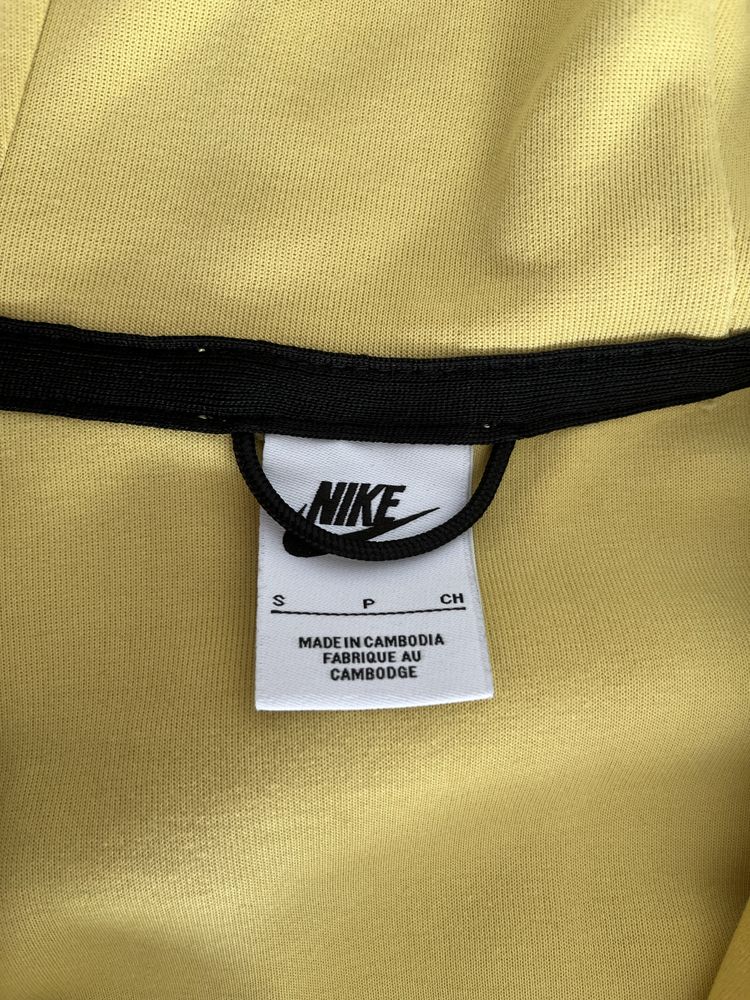 NIKE
S P CH
MADE IN CAMBODIA
FABRIQUE AU
CAMBODGE